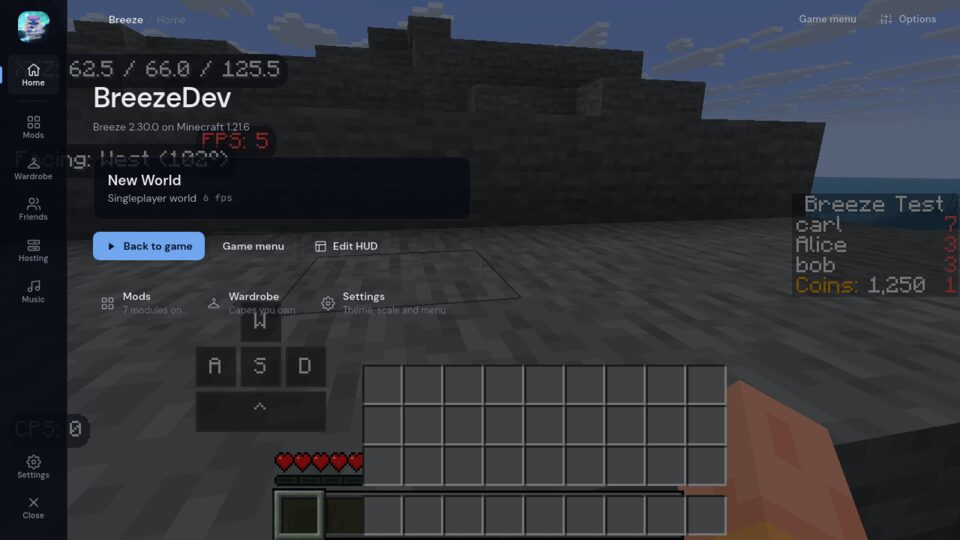 Breeze / Home
Game menu
Options
62.5 / 66.0 / 125.5
Home
BreezeDev
Breeze 2.30.0 on Minecraft 1.21.6
FPS: 5
Mods
Facing: West (102°)
Wardrobe
New World
Singleplayer world 6 fps
Friends
Breeze Test
carl 7
Alice 3
bob 3
Coins: 1,250 1
Hosting
Back to game
Game menu
Edit HUD
Music
Mods
7 modules on
Wardrobe
Capes you own
Settings
Theme, scale and menu
W
A S D
^
CPS: 0
Settings
Close